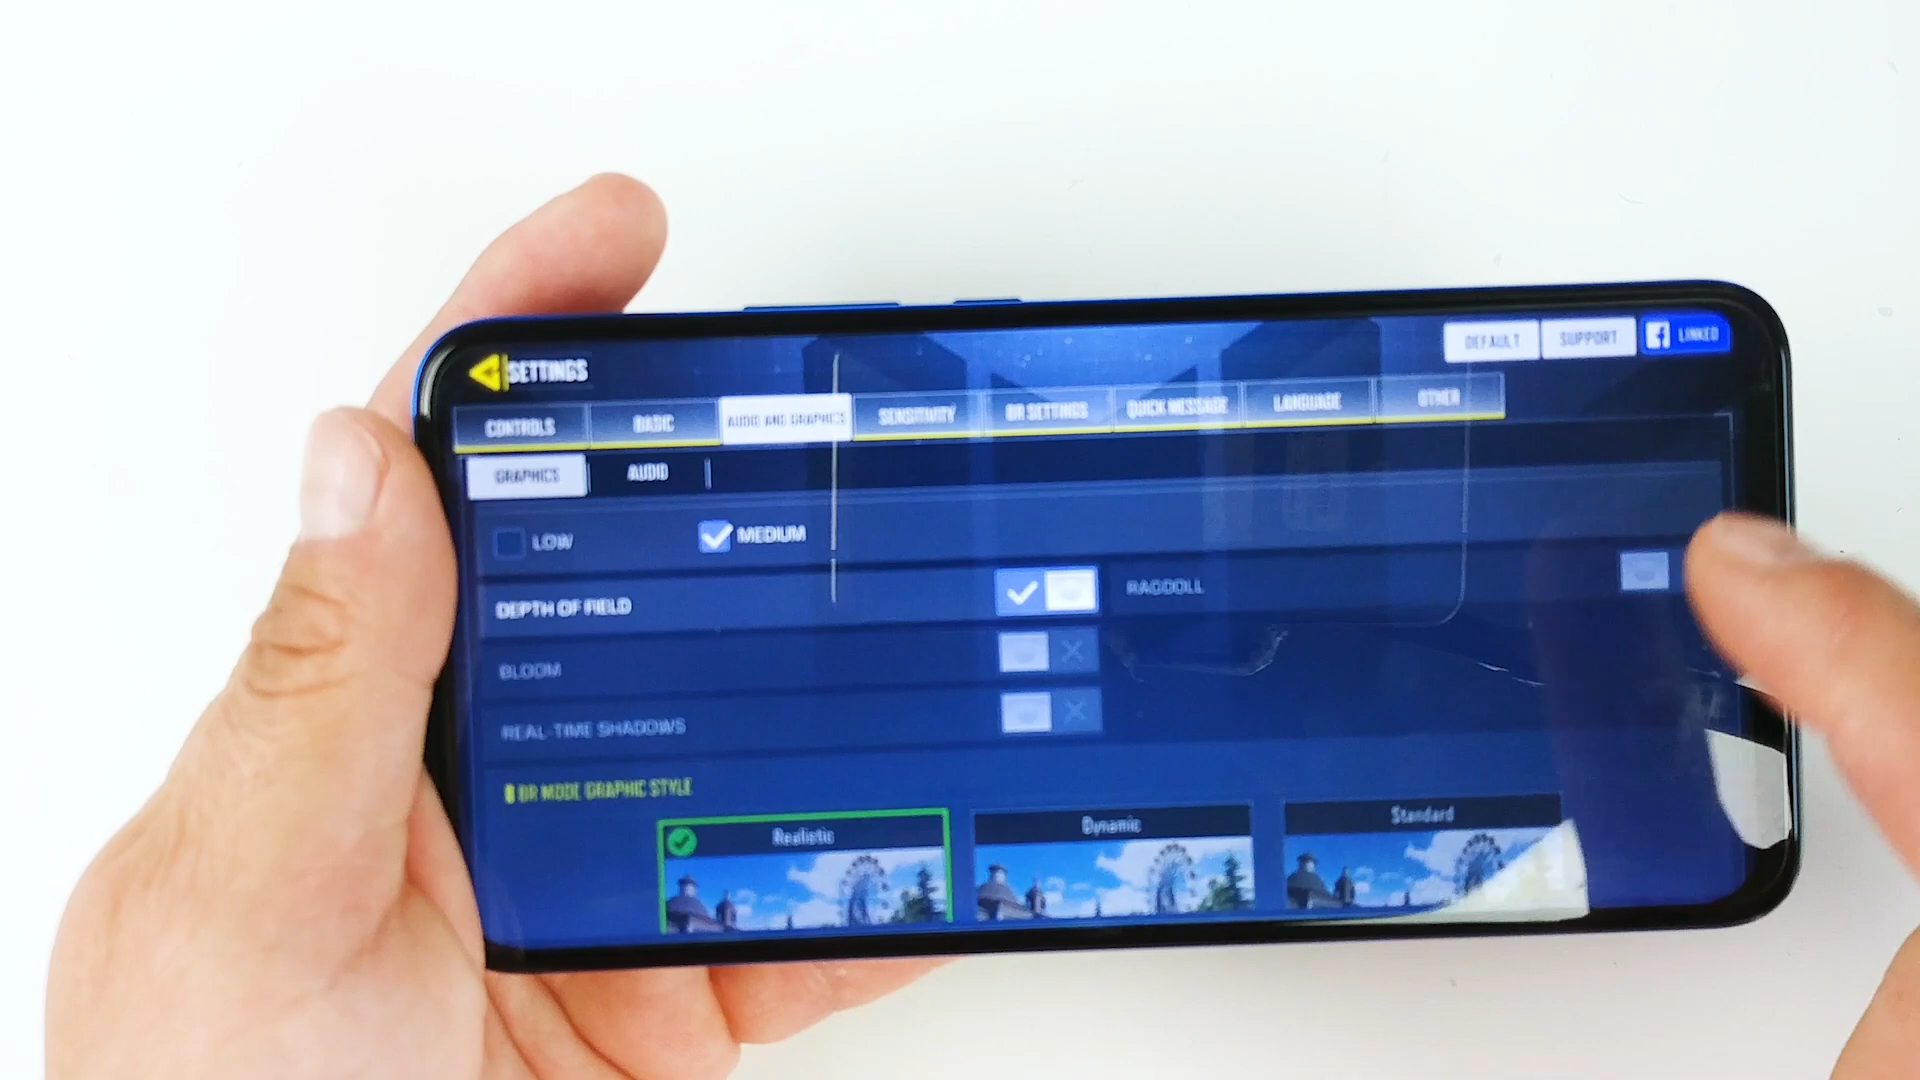 SETTINGS
DEFAULT SUPPORT LINKED
CONTROLS BASIC AUDIO AND GRAPHICS SENSITIVITY BR SETTINGS QUICK MESSAGE LANGUAGE OTHER
GRAPHICS AUDIO
LOW MEDIUM
DEPTH OF FIELD RAGDOLL
BLOOM
REAL-TIME SHADOWS
BR MODE GRAPHIC STYLE
Realistic Dynamic Standard